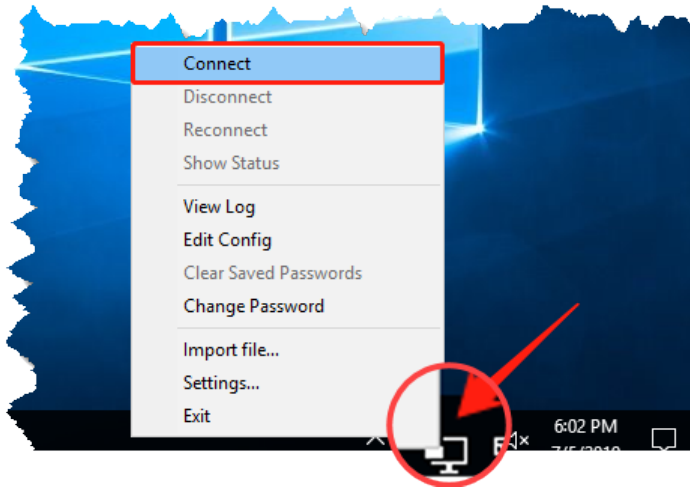 Connect
Disconnect
Reconnect
Show Status
View Log
Edit Config
Clear Saved Passwords
Change Password
Import file...
Settings...
Exit
6:02 PM